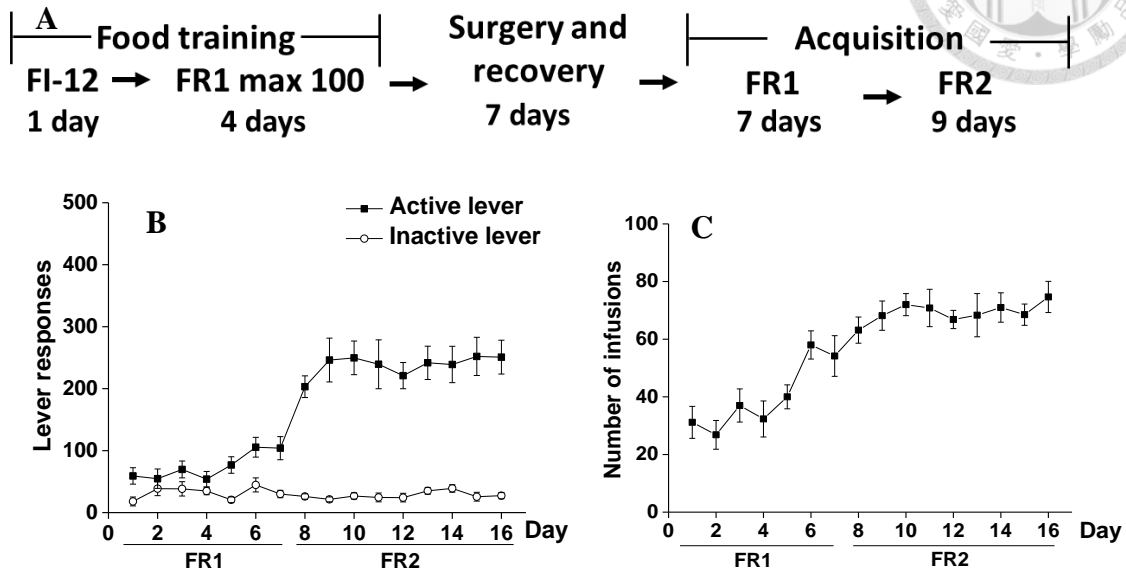 A
Food training
FI-12
1 day
FR1 max 100
4 days
Surgery and
recovery
7 days
Acquisition
FR1
7 days
FR2
9 days
愛 · 學 勵
B
Active lever
Inactive lever
Lever responses
500
400
300
200
100
0
0 2 4 6 8 10 12 14 16 Day
FR1 FR2
C
Number of infusions
100
80
60
40
20
0
0 2 4 6 8 10 12 14 16 Day
FR1 FR2